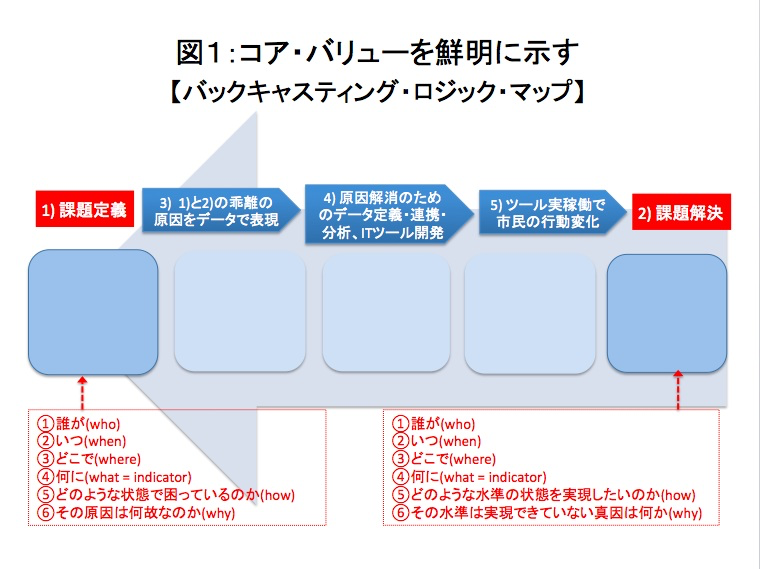 図１：コア・バリューを鮮明に示す
【バックキャスティング・ロジック・マップ】
1) 課題定義
3) 1)と2)の乖離の
原因をデータで表現
4) 原因解消のため
のデータ定義・連携・
分析、ITツール開発
5) ツール実稼働で
市民の行動変化
2) 課題解決
①誰が(who)
②いつ(when)
③どこで(where)
④何に(what = indicator)
⑤どのような状態で困っているのか(how)
⑥その原因は何故なのか(why)
①誰が(who)
②いつ(when)
③どこで(where)
④何に(what = indicator)
⑤どのような水準の状態を実現したいのか(how)
⑥その水準は実現できていない真因は何か(why)